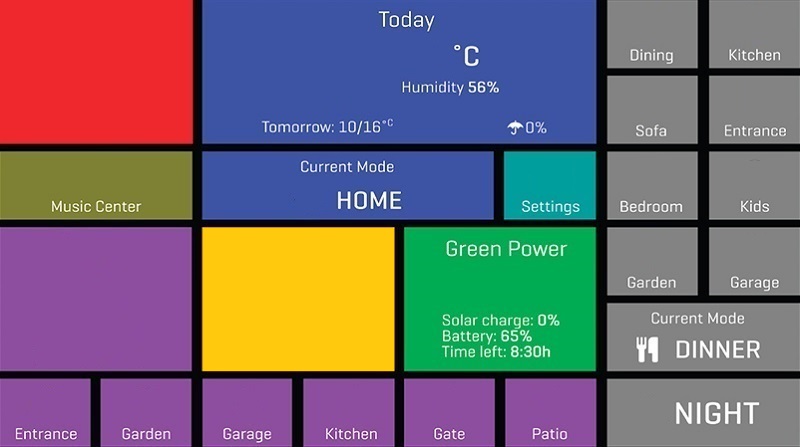 Today
°C
Humidity 56%
Tomorrow: 10/16°C
0%
Dining
Kitchen
Sofa
Entrance
Music Center
Current Mode
HOME
Settings
Bedroom
Kids
Green Power
Solar charge: 0%
Battery: 65%
Time left: 8:30h
Garden
Garage
Current Mode
DINNER
Entrance
Garden
Garage
Kitchen
Gate
Patio
NIGHT